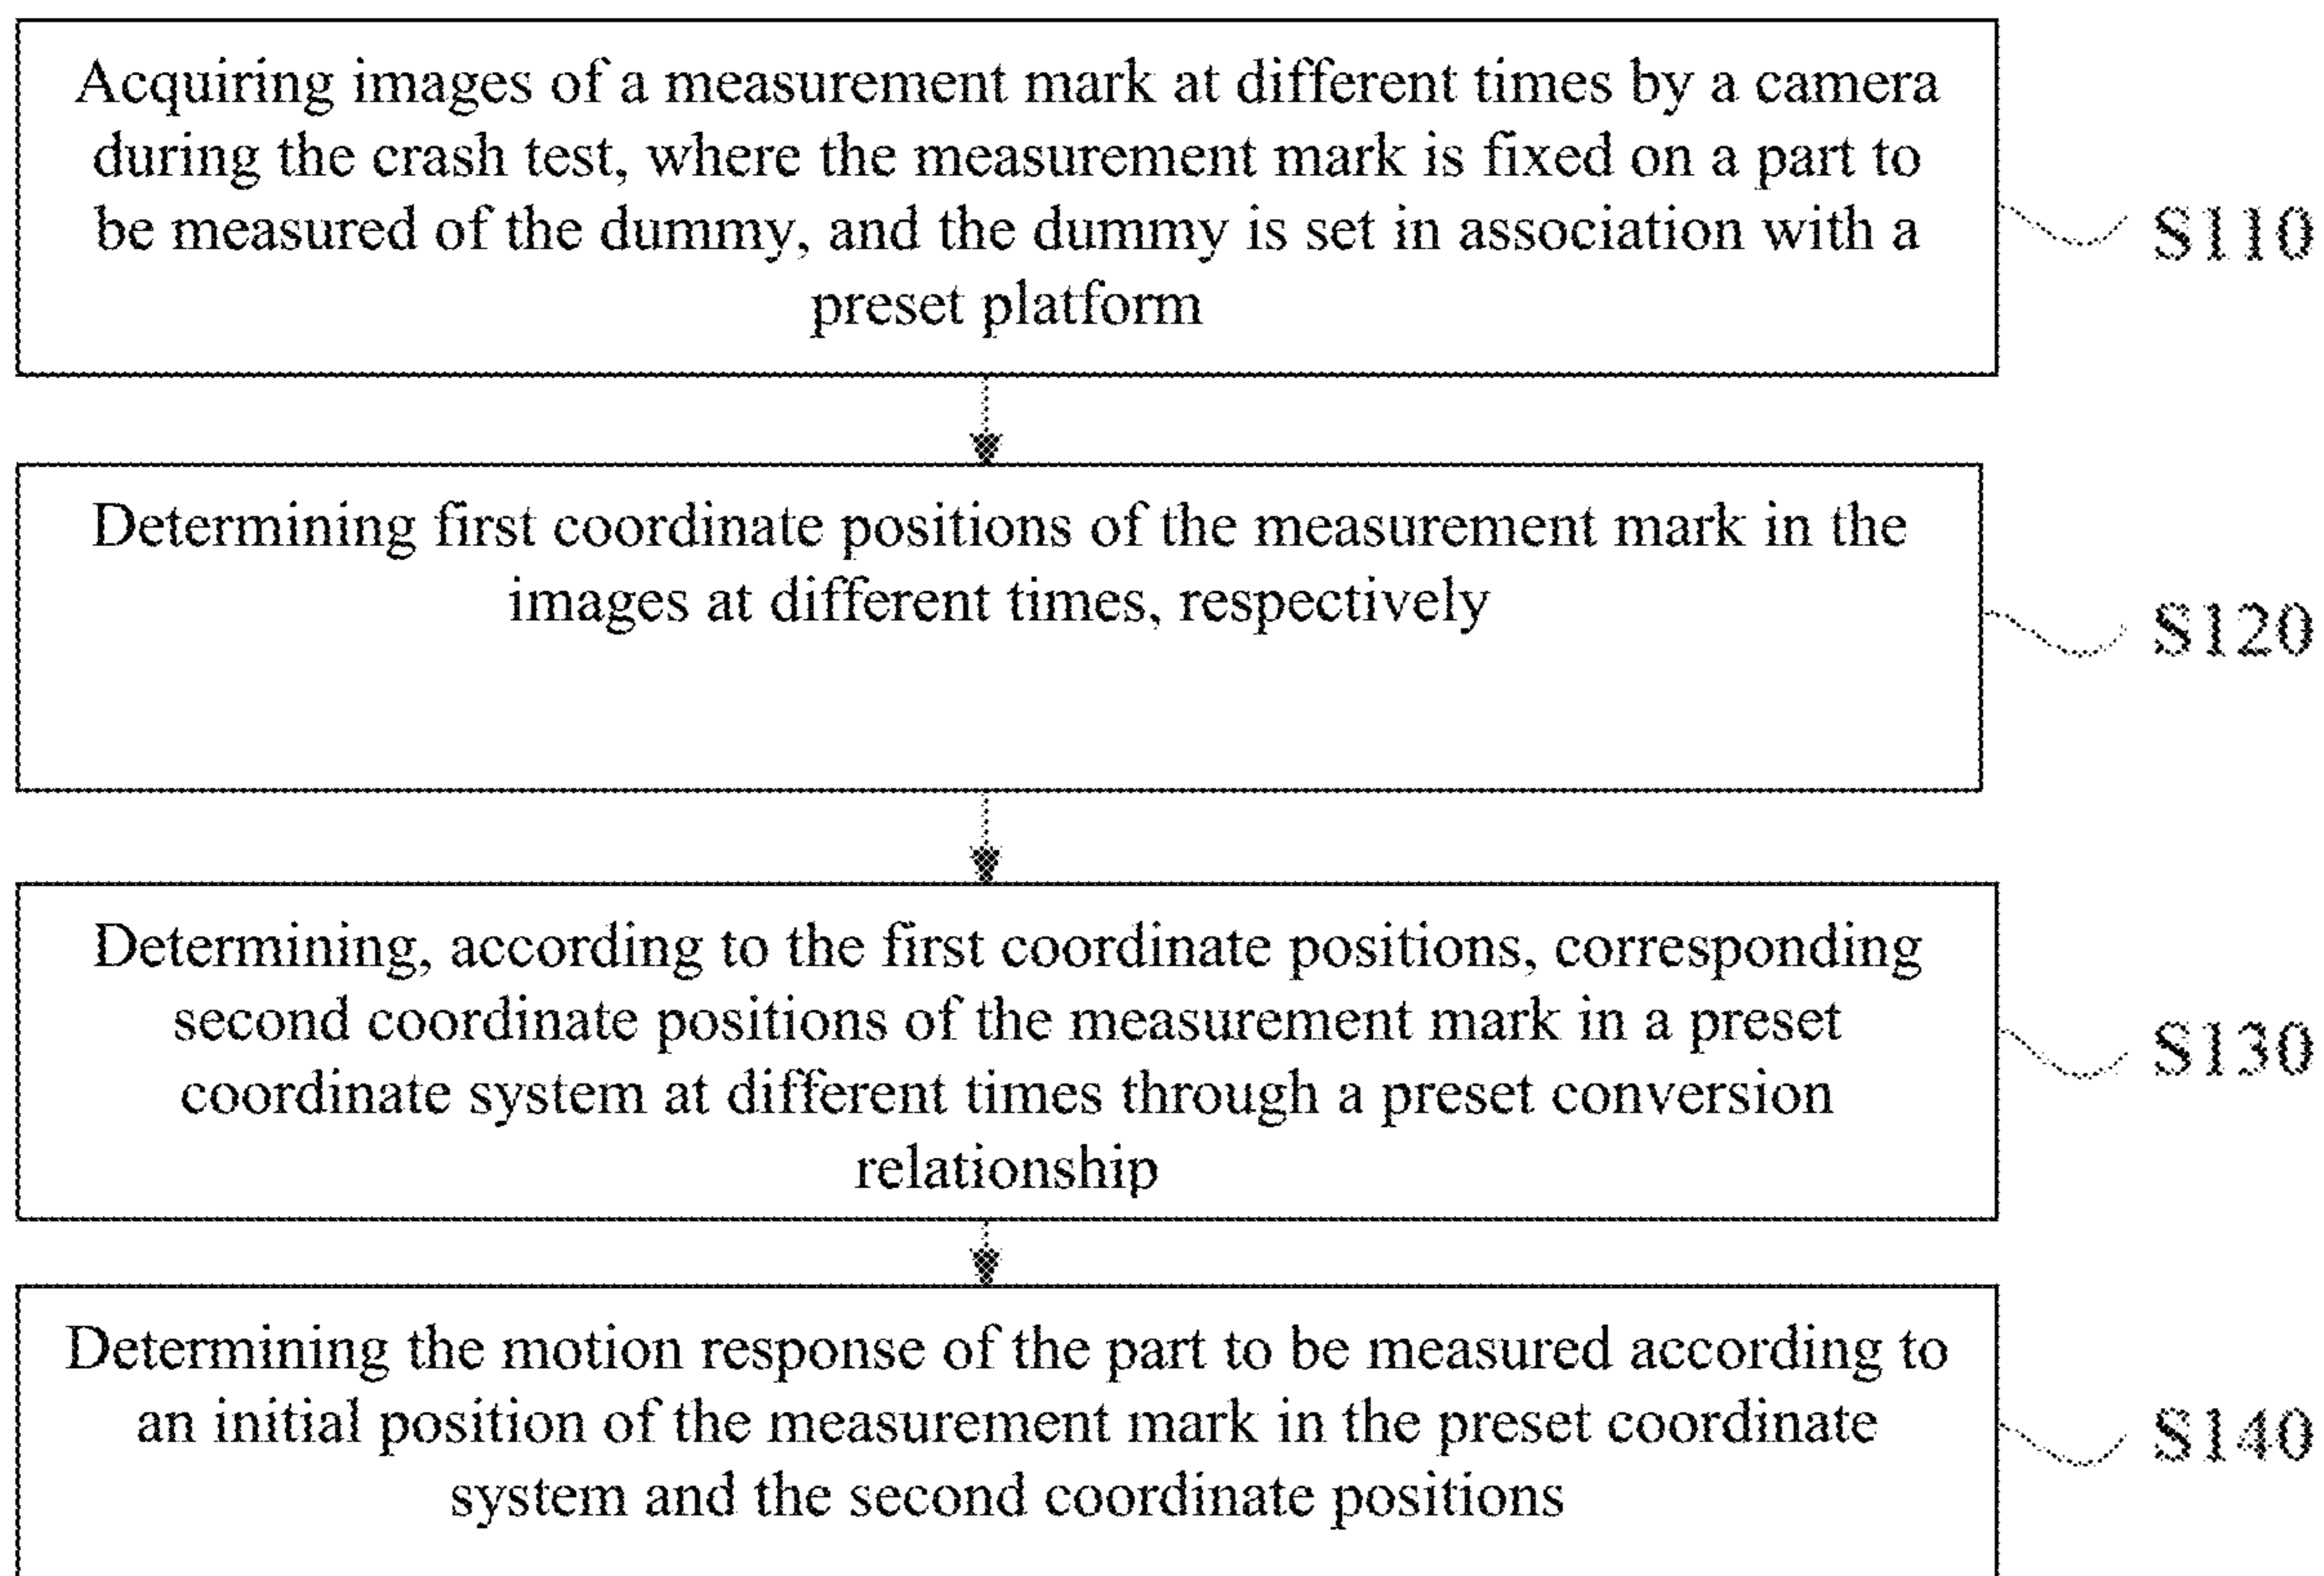 Acquiring images of a measurement mark at different times by a camera
during the crash test, where the measurement mark is fixed on a part to
be measured of the dummy, and the dummy is set in association with a
preset platform
S110
Determining first coordinate positions of the measurement mark in the
images at different times, respectively
S120
Determining, according to the first coordinate positions, corresponding
second coordinate positions of the measurement mark in a preset
coordinate system at different times through a preset conversion
relationship
S130
Determining the motion response of the part to be measured according to
an initial position of the measurement mark in the preset coordinate
system and the second coordinate positions
S140